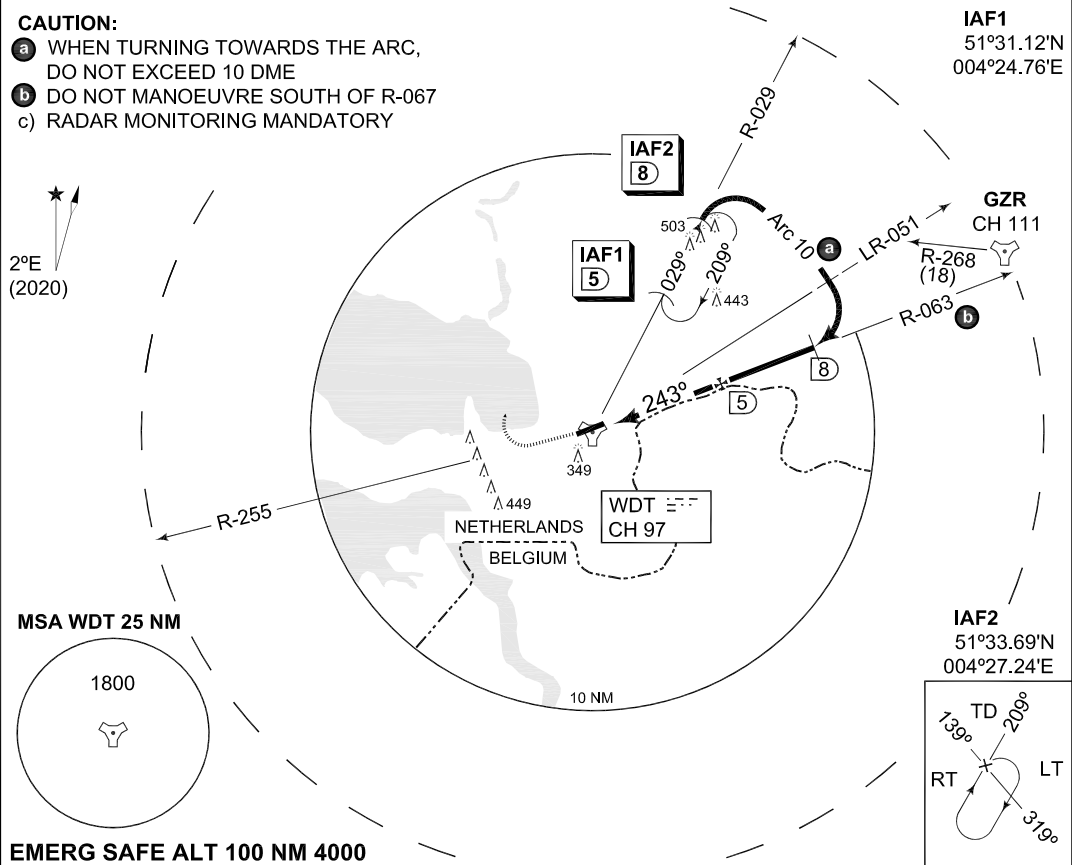 CAUTION:
a WHEN TURNING TOWARDS THE ARC,
DO NOT EXCEED 10 DME
b DO NOT MANOEUVRE SOUTH OF R-067
c) RADAR MONITORING MANDATORY
IAF1
51º31.12'N
004º24.76'E
2ºE
(2020)
IAF2
8
IAF1
5
R-029
503
029º
209º
443
Arc 10
a
LR-051
GZR
CH 111
R-268
(18)
R-063
b
8
5
243º
349
449
R-255
WDT
CH 97
NETHERLANDS
BELGIUM
10 NM
MSA WDT 25 NM
1800
IAF2
51º33.69'N
004º27.24'E
TD
139º
209º
RT
LT
319º
EMERG SAFE ALT 100 NM 4000